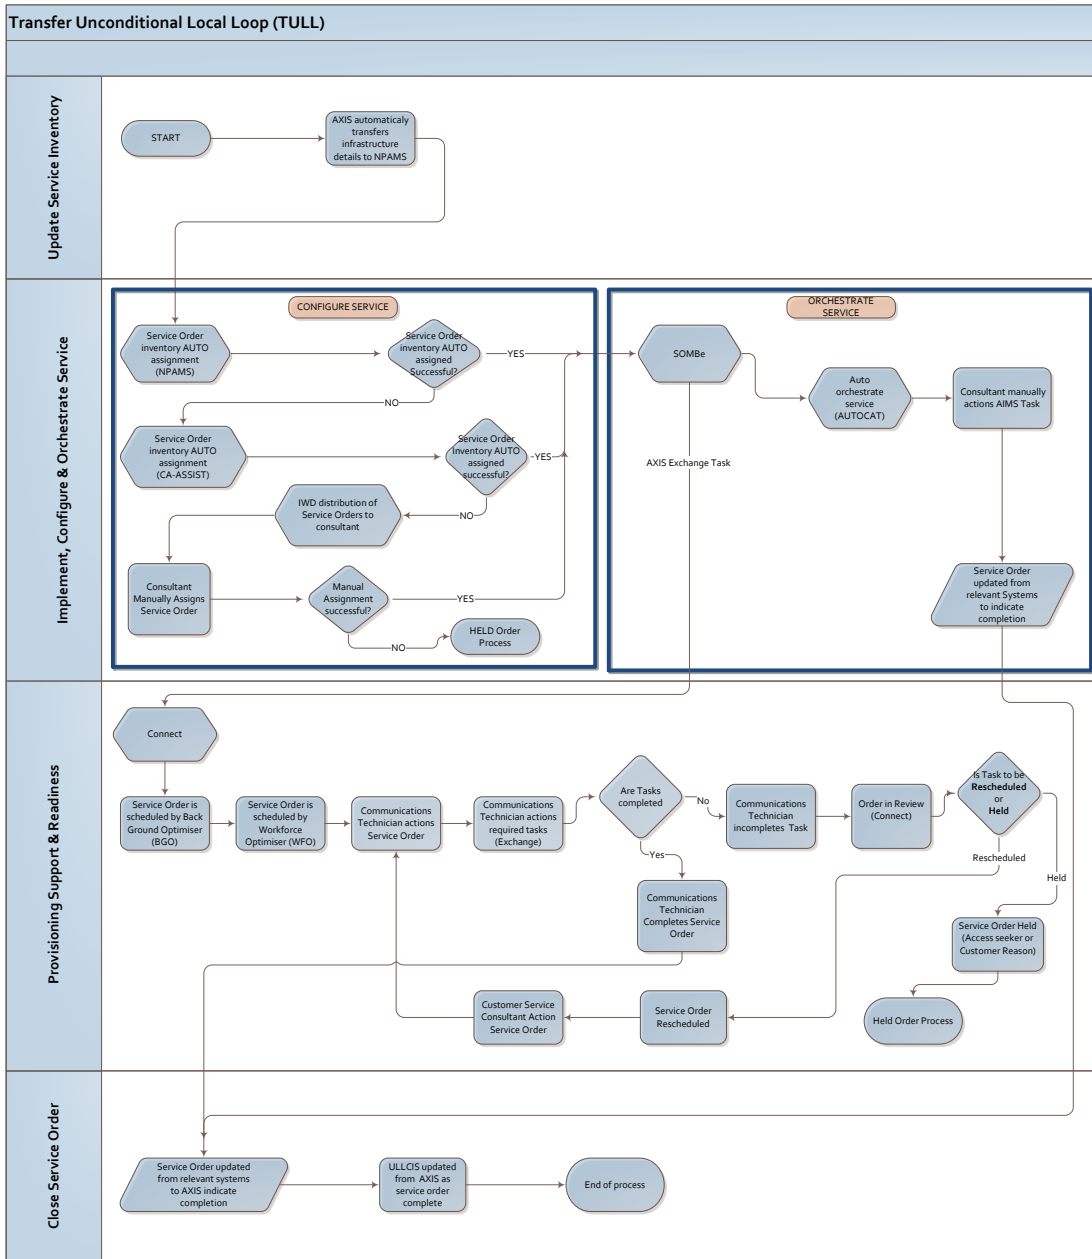 Transfer Unconditional Local Loop (TULL)
Update Service Inventory
START
AXIS automaticaly
transfers
infrastructure
details to NPAMS
Implement, Configure & Orchestrate Service
CONFIGURE SERVICE
Service Order
inventory AUTO
assignment
(NPAMS)
Service Order
inventory AUTO
assigned
Successful?
YES
NO
Service Order
inventory AUTO
assignment
(CA-ASSIST)
Service Order
Inventory AUTO
assigned
successful?
YES
NO
IWD distribution of
Service Orders to
consultant
Consultant
Manually Assigns
Service Order
Manual
Assignment
successful?
YES
NO
HELD Order
Process
ORCHESTRATE
SERVICE
SOMBe
Auto
orchestrate
service
(AUTOCAT)
Consultant manually
actions AIMS Task
AXIS Exchange Task
Service Order
updated from
relevant Systems
to indicate
completion
Provisioning Support & Readiness
Connect
Service Order is
scheduled by Back
Ground Optimiser
(BGO)
Service Order is
scheduled by
Workforce
Optimiser (WFO)
Communications
Technician actions
Service Order
Communications
Technician actions
required tasks
(Exchange)
Are Tasks
completed
No
Yes
Communications
Technician
incompletes Task
Order in Review
(Connect)
Is Task to be
Rescheduled
or
Held
Rescheduled
Held
Communications
Technician
Completes Service
Order
Service Order Held
(Access seeker or
Customer Reason)
Customer Service
Consultant Action
Service Order
Service Order
Rescheduled
Held Order Process
Close Service Order
Service Order updated
from relevant systems
to AXIS indicate
completion
ULLCIS updated
from AXIS as
service order
complete
End of process